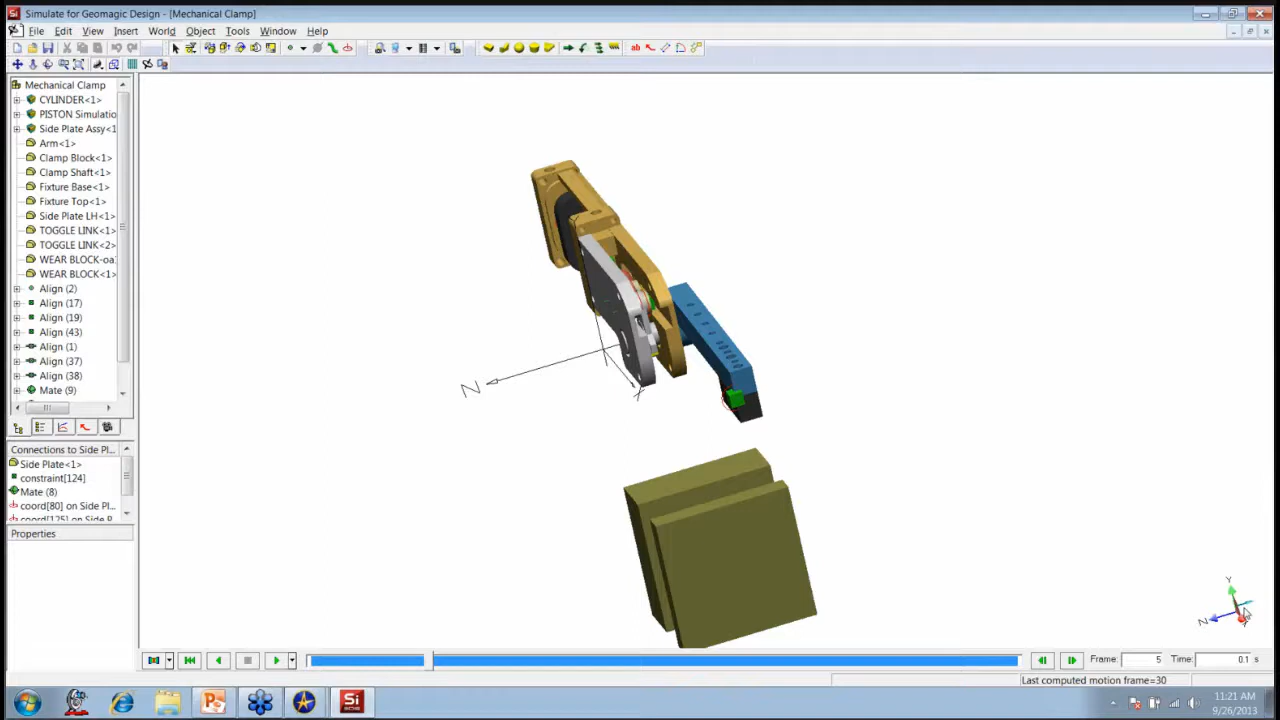 Simulate for Geomagic Design - [Mechanical Clamp]
File Edit View Insert World Object Tools Window Help
Mechanical Clamp
CYLINDER<1>
PISTON Simulatio
Side Plate Assy<1
Arm<1>
Clamp Block<1>
Clamp Shaft<1>
Fixture Base<1>
Fixture Top<1>
Side Plate LH<1>
TOGGLE LINK<1>
TOGGLE LINK<2>
WEAR BLOCK-oa
WEAR BLOCK<1>
Align (2)
Align (17)
Align (19)
Align (43)
Align (1)
Align (37)
Align (38)
Mate (9)
Connections to Side Pl...
Side Plate<1>
constraint[124]
Mate (8)
coord[80] on Side Pl
coord[125] on Side P
Properties
Z
X
Y
Z
Frame: 5 Time: 0.1 s
Last computed motion frame=30
11:21 AM
9/26/2013